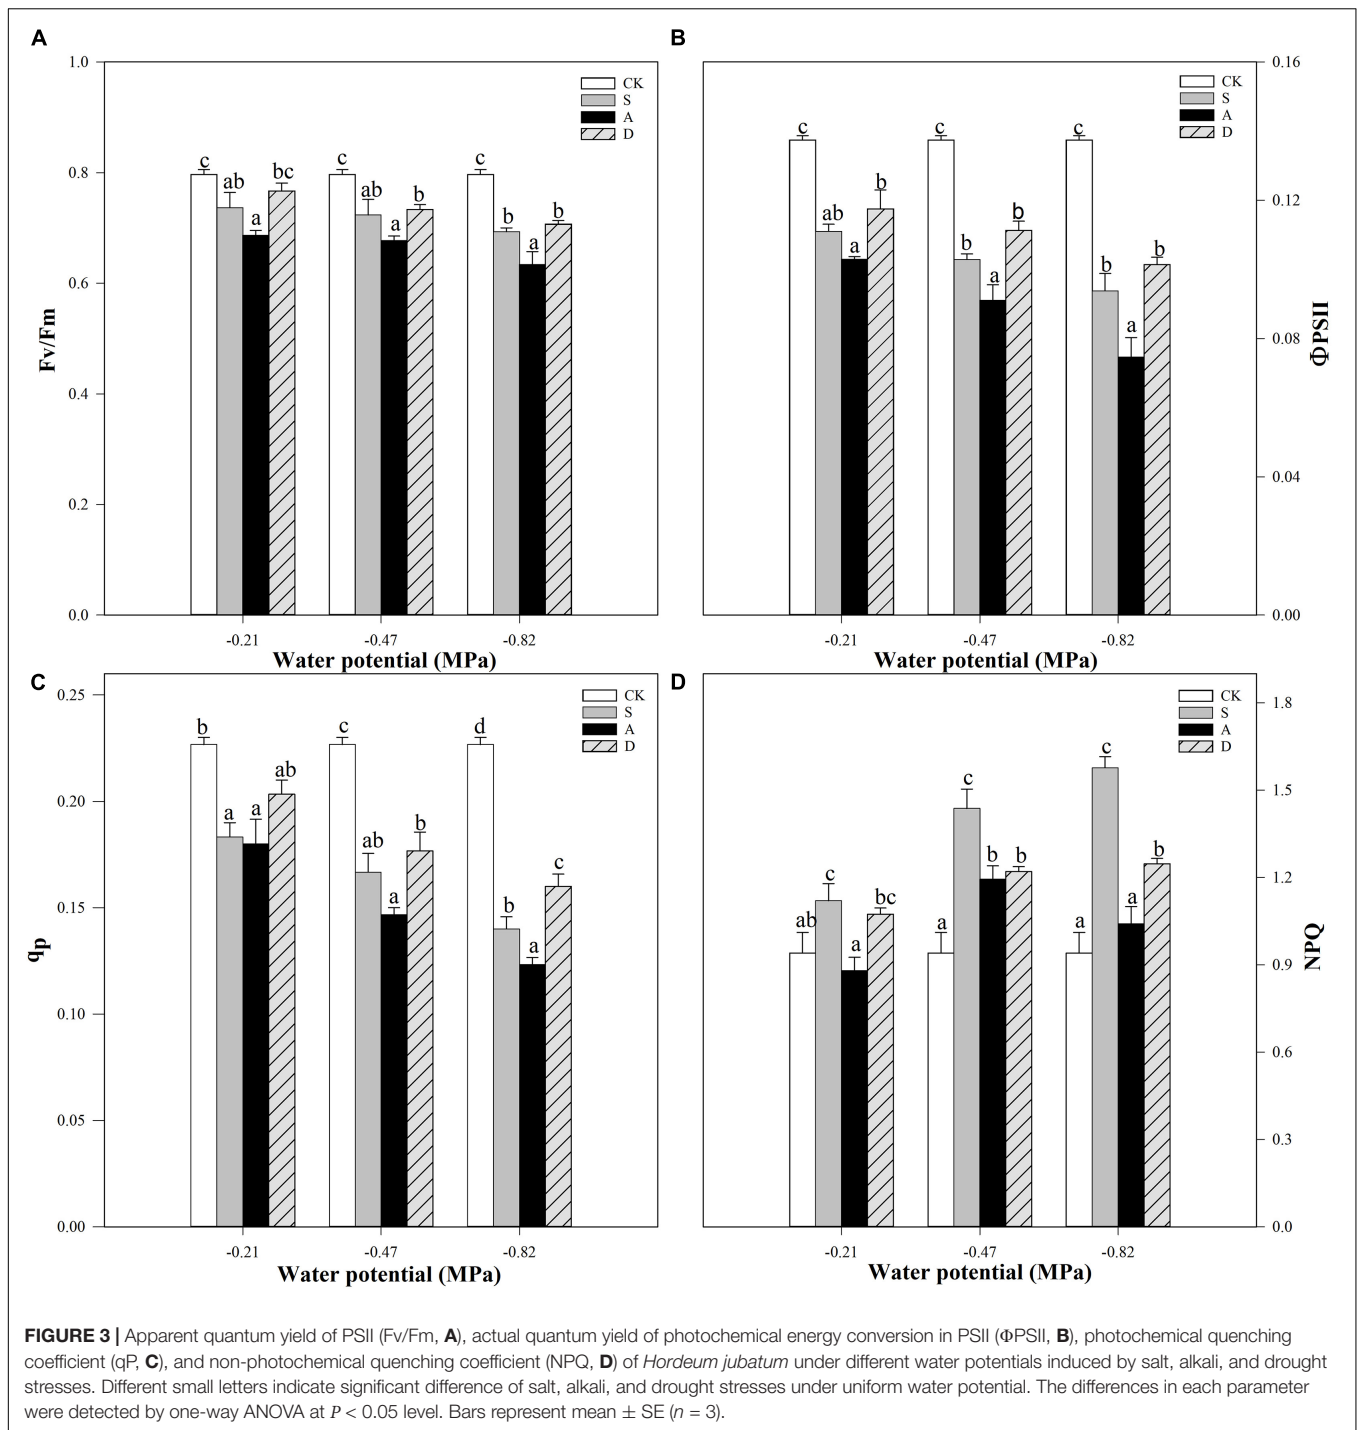 A
1.0
0.8
0.6
0.4
0.2
0.0
Fv/Fm
CK
S
A
D
c
ab
a
bc
c
ab
a
b
c
b
a
b
-0.21
-0.47
-0.82
Water potential (MPa)
B
0.16
0.12
0.08
0.04
0.00
ΦPSII
CK
S
A
D
c
ab
a
b
c
b
a
b
c
b
a
b
-0.21
-0.47
-0.82
Water potential (MPa)
C
0.25
0.20
0.15
0.10
0.05
0.00
qp
CK
S
A
D
b
a
a
ab
c
ab
a
b
d
b
a
c
-0.21
-0.47
-0.82
Water potential (MPa)
D
1.8
1.5
1.2
0.9
0.6
0.3
0.0
NPQ
CK
S
A
D
ab
c
a
bc
a
c
b
b
a
c
a
b
-0.21
-0.47
-0.82
Water potential (MPa)
FIGURE 3 | Apparent quantum yield of PSII (Fv/Fm, A), actual quantum yield of photochemical energy conversion in PSII (ΦPSII, B), photochemical quenching
coefficient (qP, C), and non-photochemical quenching coefficient (NPQ, D) of Hordeum jubatum under different water potentials induced by salt, alkali, and drought
stresses. Different small letters indicate significant difference of salt, alkali, and drought stresses under uniform water potential. The differences in each parameter
were detected by one-way ANOVA at P < 0.05 level. Bars represent mean ± SE (n = 3).